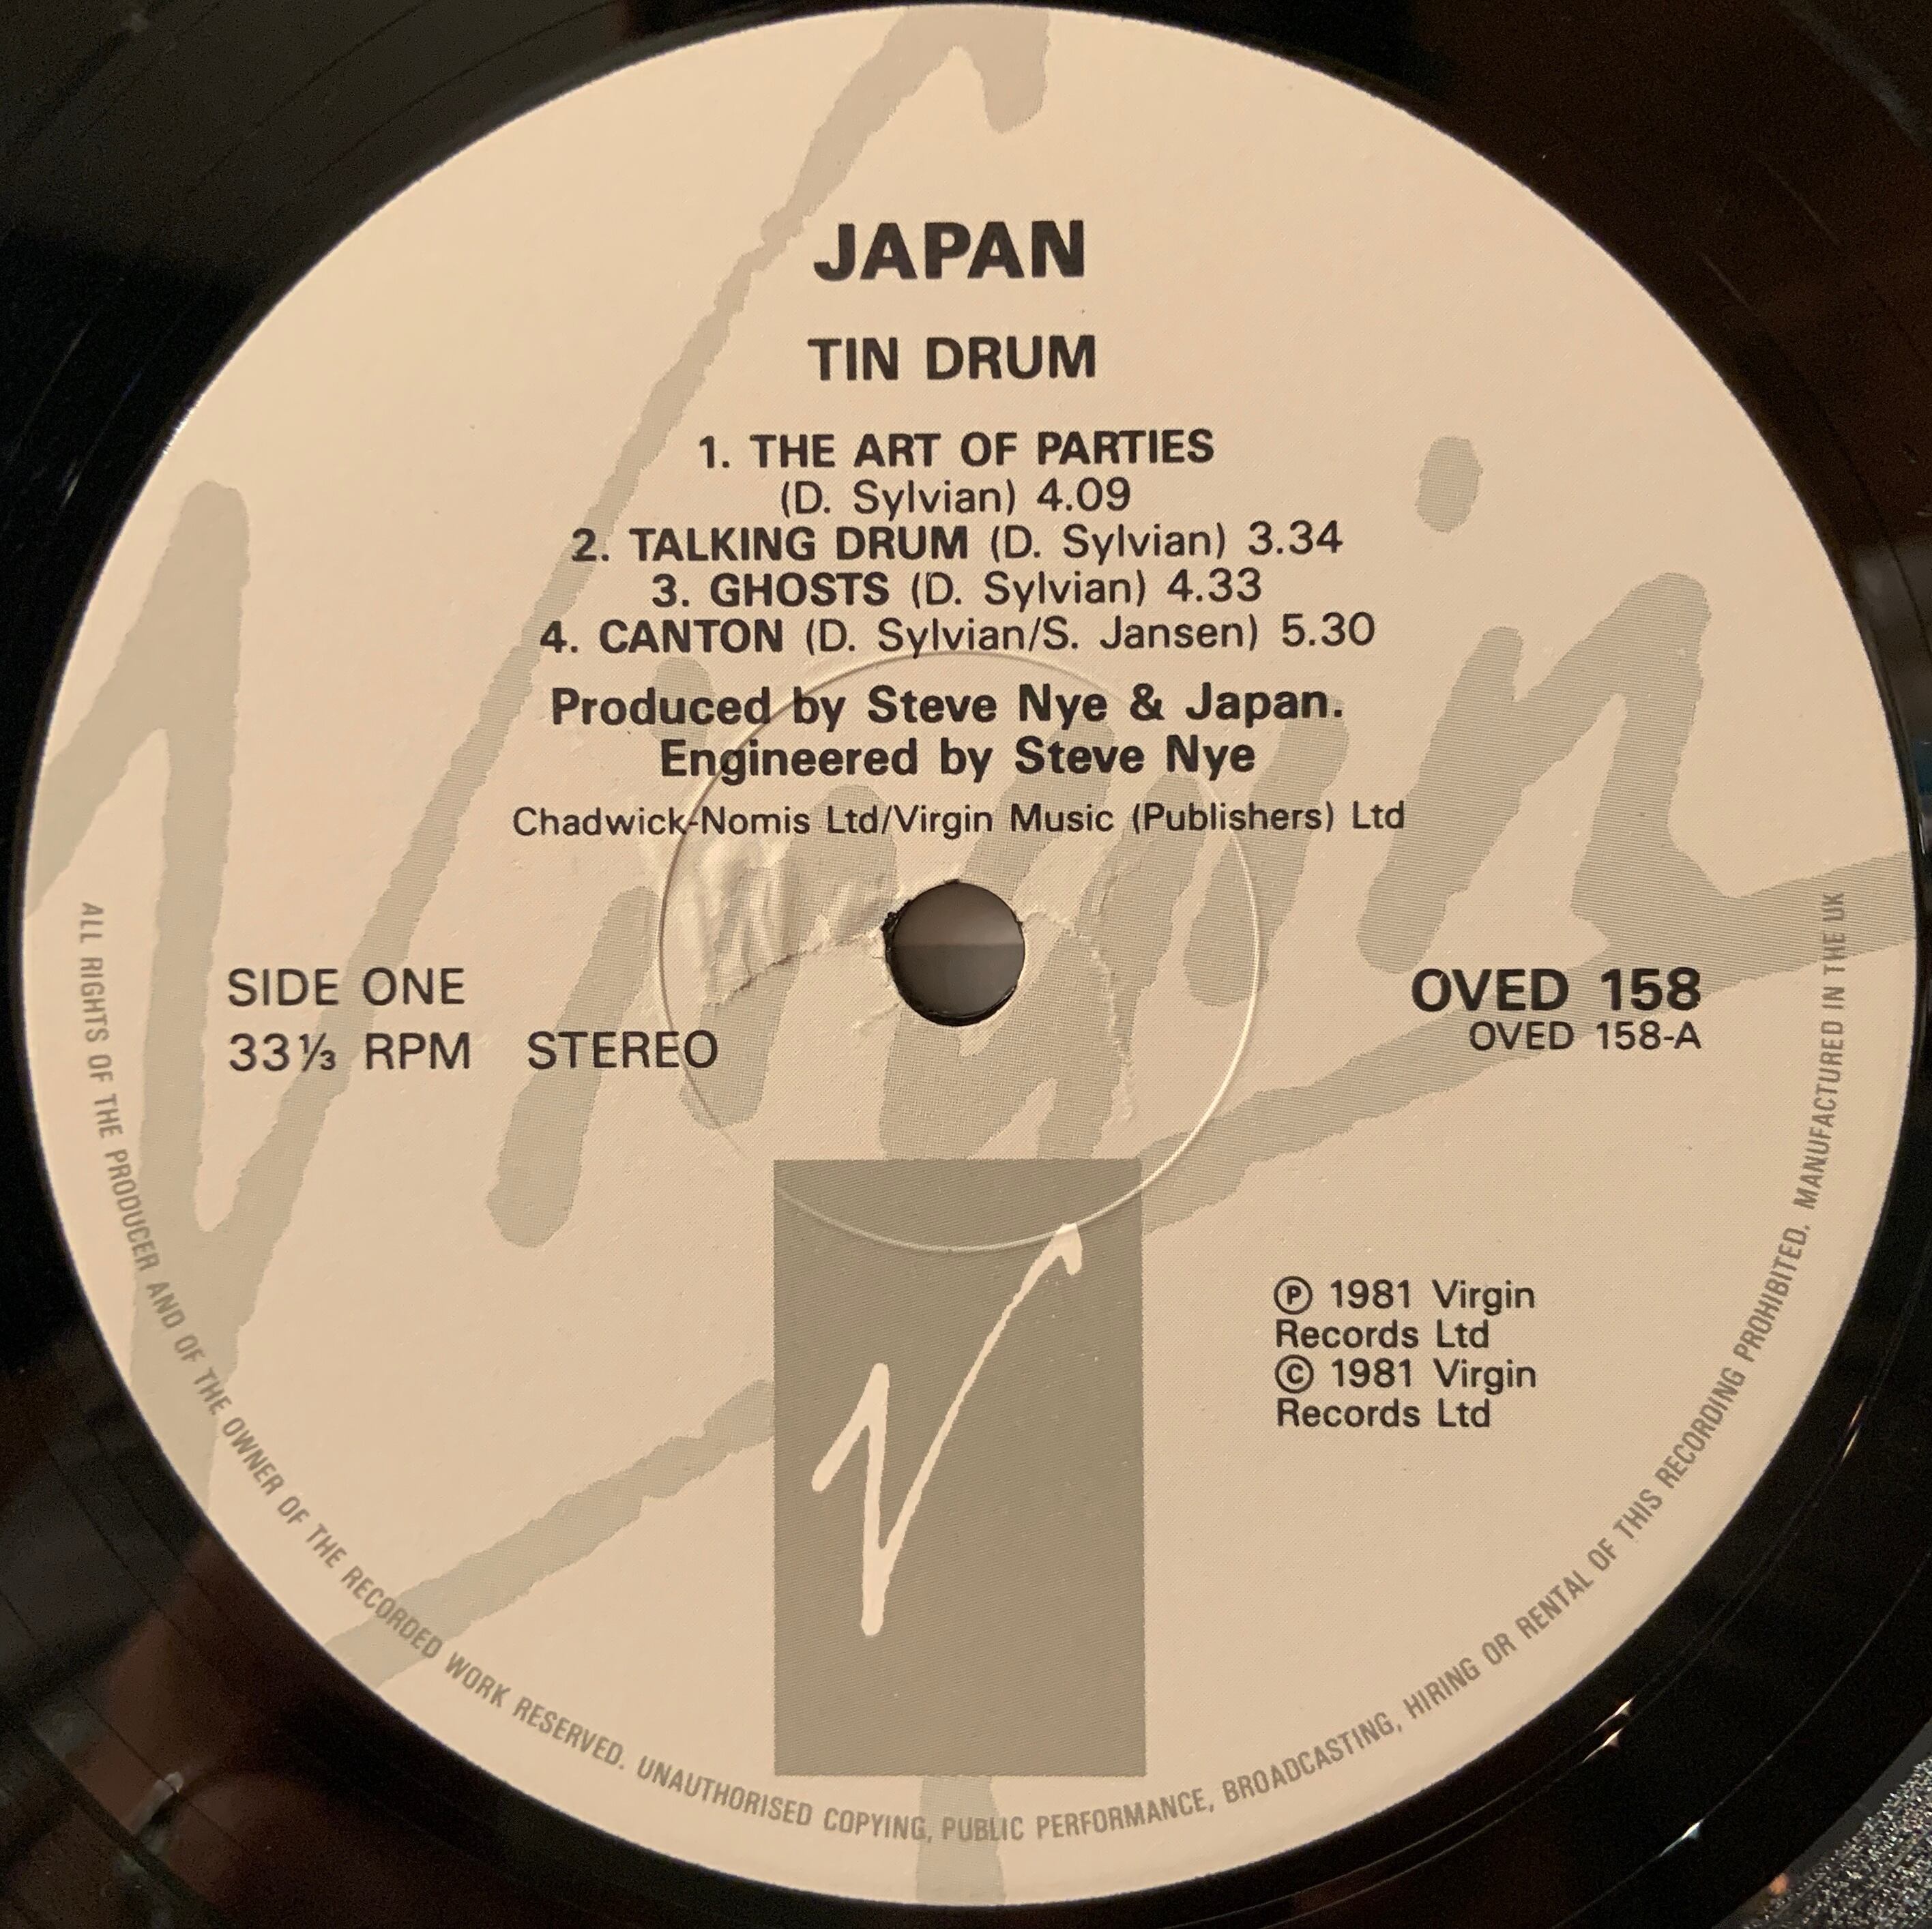 JAPAN
TIN DRUM
1. THE ART OF PARTIES
(D. Sylvian) 4.09
2. TALKING DRUM (D. Sylvian) 3.34
3. GHOSTS (D. Sylvian) 4.33
4. CANTON (D. Sylvian/S. Jansen) 5.30
Produced by Steve Nye & Japan.
Engineered by Steve Nye
Chadwick-Nomis Ltd/Virgin Music (Publishers) Ltd
SIDE ONE
33⅓ RPM STEREO
OVED 158
OVED 158-A
Virgin
V
Ⓟ 1981 Virgin
Records Ltd
© 1981 Virgin
Records Ltd
ALL RIGHTS OF THE PRODUCER AND OF THE OWNER OF THE RECORDED WORK RESERVED. UNAUTHORISED COPYING, PUBLIC PERFORMANCE, BROADCASTING, HIRING OR RENTAL OF THIS RECORDING PROHIBITED. MANUFACTURED IN THE UK